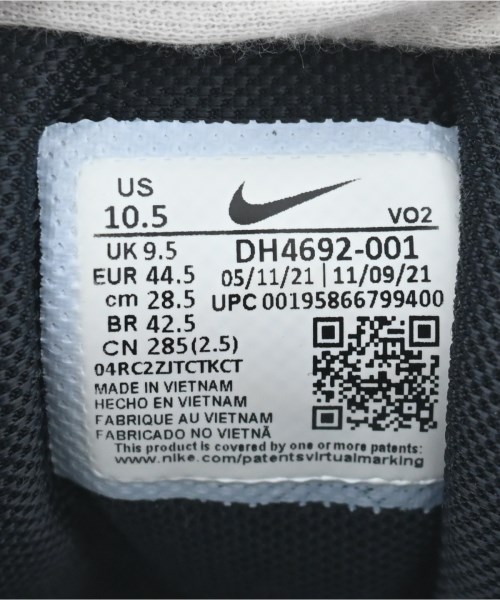 US
10.5
VO2
UK 9.5
DH4692-001
EUR 44.5
05/11/21 | 11/09/21
cm 28.5
UPC 00195866799400
BR 42.5
CN 285(2.5)
04RC2ZJTCTKCT
MADE IN VIETNAM
HECHO EN VIETNAM
FABRIQUE AU VIETNAM
FABRICADO NO VIETNÃ
This product is covered by one or more patents:
www.nike.com/patentsvirtualmarking